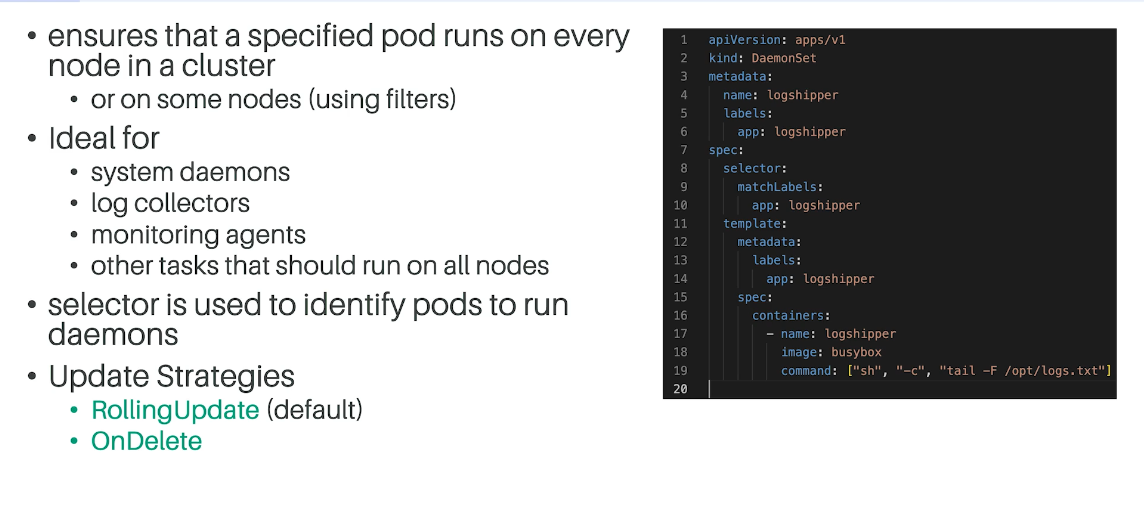 • ensures that a specified pod runs on every
node in a cluster
• or on some nodes (using filters)
• Ideal for
• system daemons
• log collectors
• monitoring agents
• other tasks that should run on all nodes
• selector is used to identify pods to run
daemons
• Update Strategies
• RollingUpdate (default)
• OnDelete
1 apiVersion: apps/v1
2 kind: DaemonSet
3 metadata:
4   name: logshipper
5   labels:
6     app: logshipper
7 spec:
8   selector:
9     matchLabels:
10       app: logshipper
11   template:
12     metadata:
13       labels:
14         app: logshipper
15     spec:
16       containers:
17         - name: logshipper
18           image: busybox
19           command: ["sh", "-c", "tail -F /opt/logs.txt"]
20